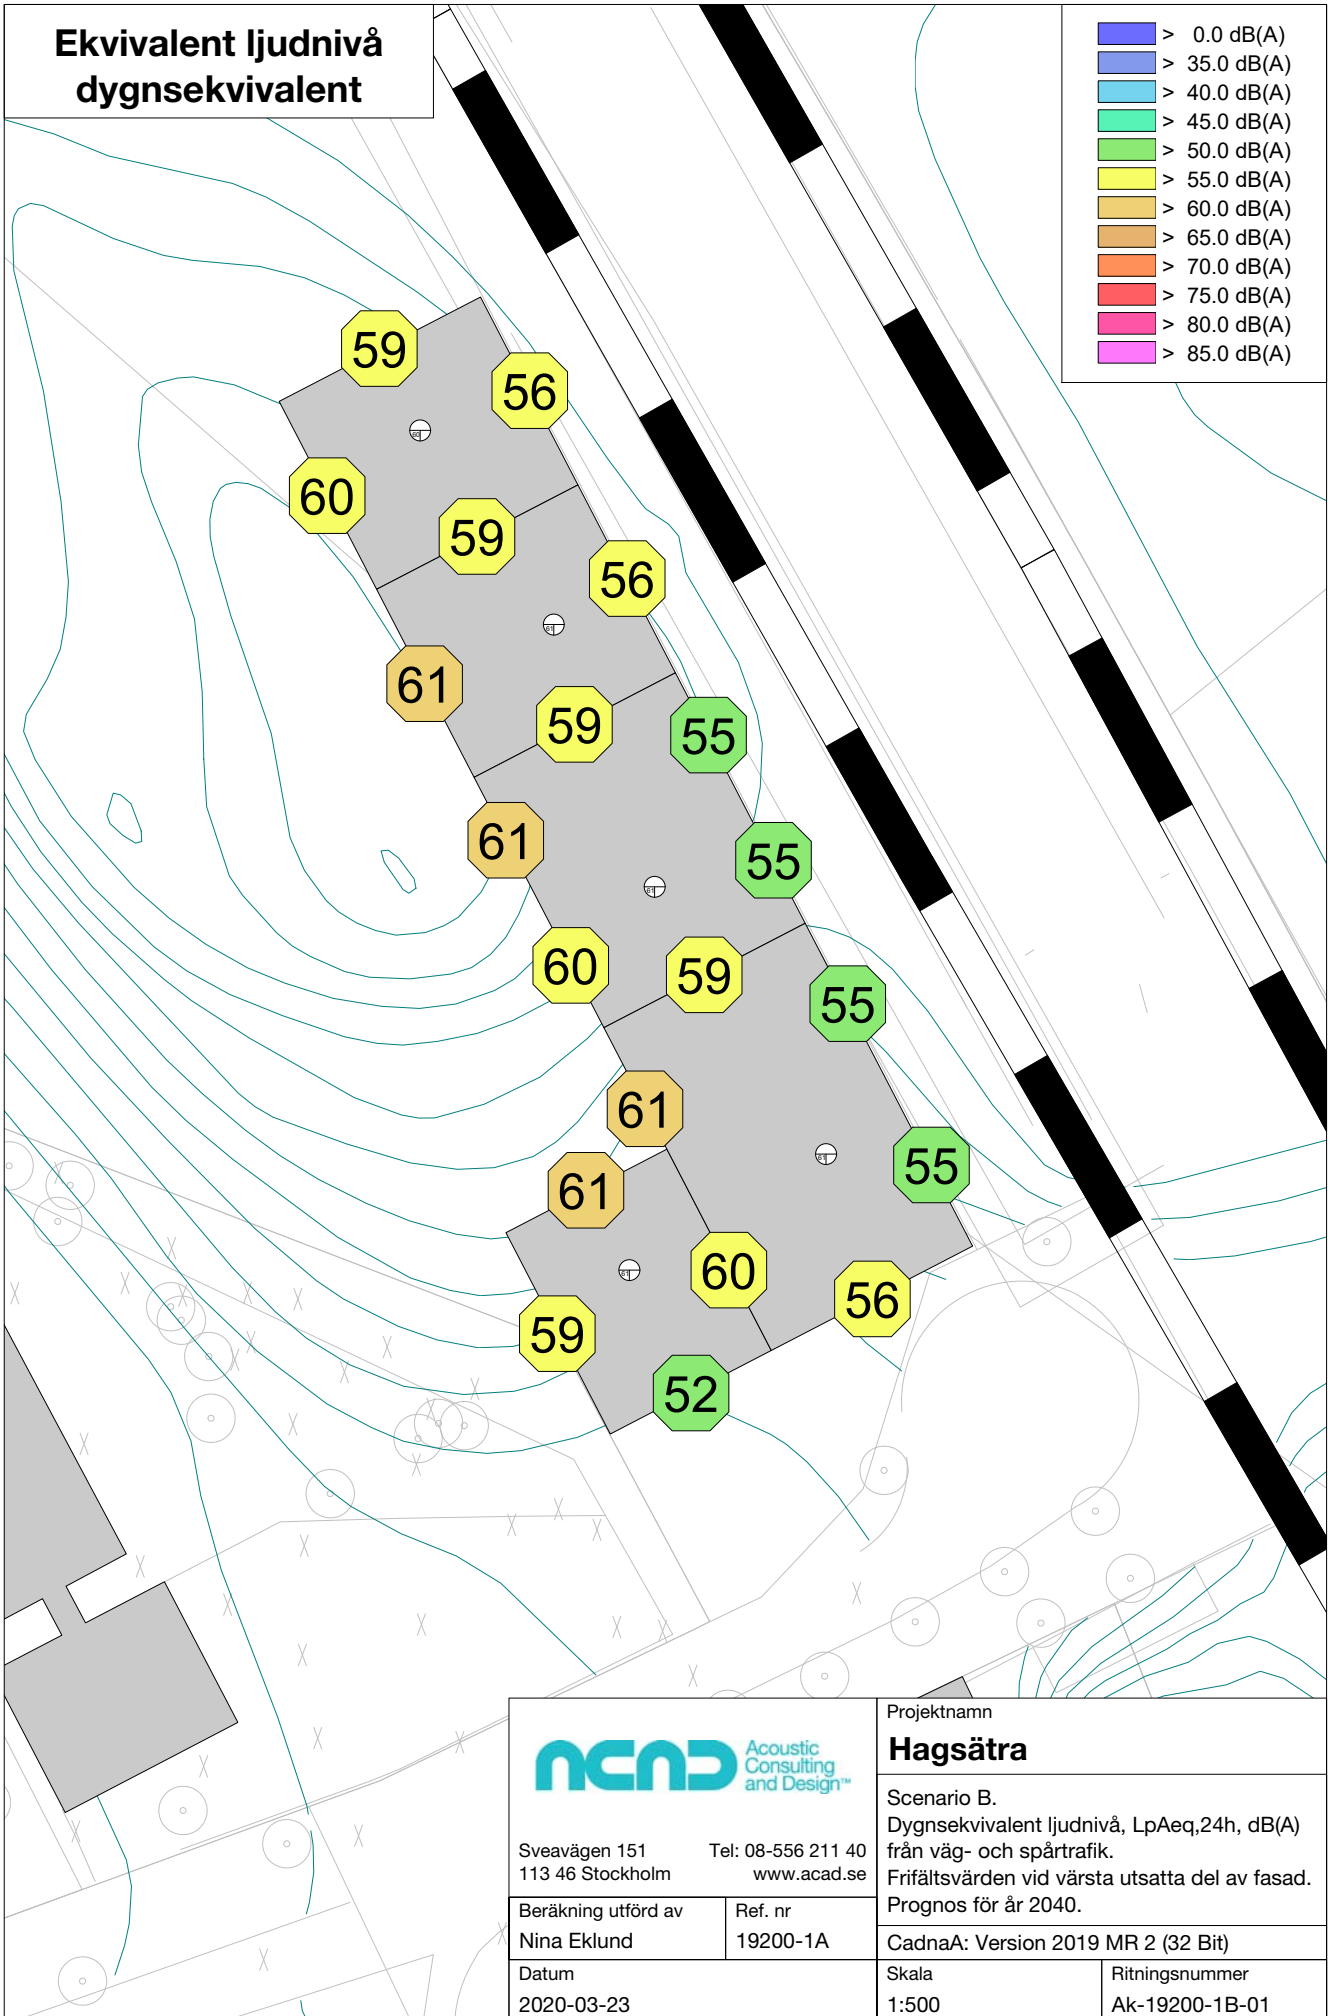 Ekvivalent ljudnivå
dygnsekvivalent
> 0.0 dB(A)
> 35.0 dB(A)
> 40.0 dB(A)
> 45.0 dB(A)
> 50.0 dB(A)
> 55.0 dB(A)
> 60.0 dB(A)
> 65.0 dB(A)
> 70.0 dB(A)
> 75.0 dB(A)
> 80.0 dB(A)
> 85.0 dB(A)
59
56
60
60
59
56
61
61
59
55
61
55
61
60
59
55
61
61
55
61
61
60
56
59
52
ACAD Acoustic
Consulting
and Design™
Sveavägen 151 Tel: 08-556 211 40
113 46 Stockholm www.acad.se
Beräkning utförd av
Nina Eklund
Ref. nr
19200-1A
Datum
2020-03-23
Projektnamn
Hagsätra
Scenario B.
Dygnsekvivalent ljudnivå, LpAeq,24h, dB(A)
från väg- och spårtrafik.
Frifältsvärden vid värsta utsatta del av fasad.
Prognos för år 2040.
CadnaA: Version 2019 MR 2 (32 Bit)
Skala
1:500
Ritningsnummer
Ak-19200-1B-01